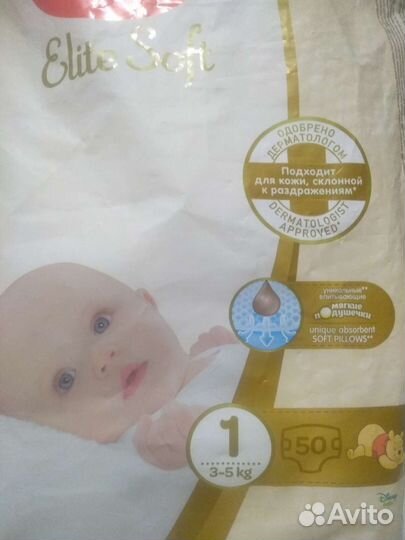 Elite Soft
ОДОБРЕНО
ДЕРМАТОЛОГОМ
Подходит
для кожи, склонной
к раздражениям*
DERMATOLOGIST
APPROVED*
уникальные**
впитывающие
мягкие
подушечки
unique absorbent
SOFT PILLOWS**
1
3-5 kg
50
Disney
Avito